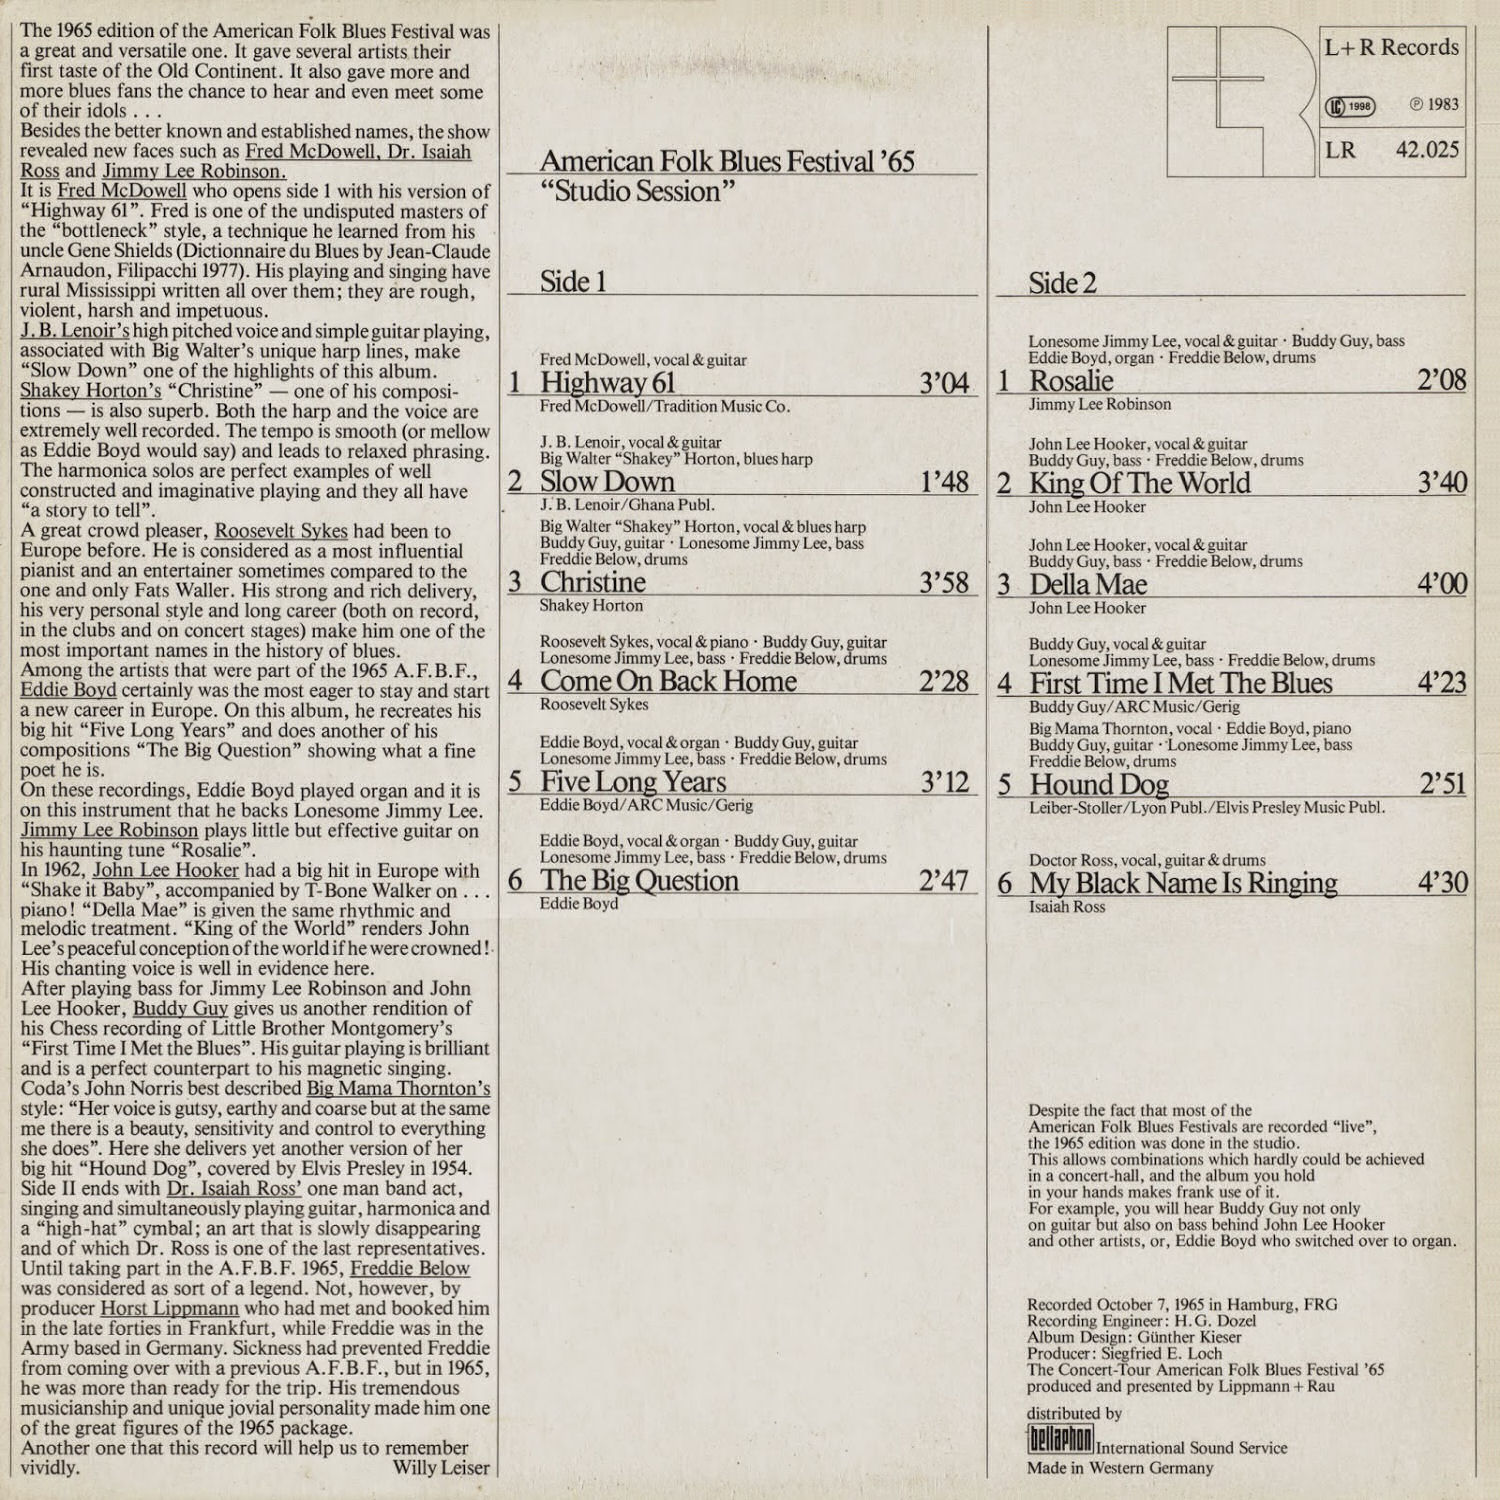 The 1965 edition of the American Folk Blues Festival was
a great and versatile one. It gave several artists their
first taste of the Old Continent. It also gave more and
more blues fans the chance to hear and even meet some
of their idols . . .
Besides the better known and established names, the show
revealed new faces such as Fred McDowell, Dr. Isaiah
Ross and Jimmy Lee Robinson.
It is Fred McDowell who opens side 1 with his version of
“Highway 61”. Fred is one of the undisputed masters of
the “bottleneck” style, a technique he learned from his
uncle Gene Shields (Dictionnaire du Blues by Jean-Claude
Arnaudon, Filipacchi 1977). His playing and singing have
rural Mississippi written all over them; they are rough,
violent, harsh and impetuous.
J. B. Lenoir’s high pitched voice and simple guitar playing,
associated with Big Walter’s unique harp lines, make
“Slow Down” one of the highlights of this album.
Shakey Horton’s “Christine” — one of his composi-
tions — is also superb. Both the harp and the voice are
extremely well recorded. The tempo is smooth (or mellow
as Eddie Boyd would say) and leads to relaxed phrasing.
The harmonica solos are perfect examples of well
constructed and imaginative playing and they all have
“a story to tell”.
A great crowd pleaser, Roosevelt Sykes had been to
Europe before. He is considered as a most influential
pianist and an entertainer sometimes compared to the
one and only Fats Waller. His strong and rich delivery,
his very personal style and long career (both on record,
in the clubs and on concert stages) make him one of the
most important names in the history of blues.
Among the artists that were part of the 1965 A.F.B.F.,
Eddie Boyd certainly was the most eager to stay and start
a new career in Europe. On this album, he recreates his
big hit “Five Long Years” and does another of his
compositions “The Big Question” showing what a fine
poet he is.
On these recordings, Eddie Boyd played organ and it is
on this instrument that he backs Lonesome Jimmy Lee.
Jimmy Lee Robinson plays little but effective guitar on
his haunting tune “Rosalie”.
In 1962, John Lee Hooker had a big hit in Europe with
“Shake it Baby”, accompanied by T-Bone Walker on . . .
piano! “Della Mae” is given the same rhythmic and
melodic treatment. “King of the World” renders John
Lee’s peaceful conception of the world if he were crowned!
His chanting voice is well in evidence here.
After playing bass for Jimmy Lee Robinson and John
Lee Hooker, Buddy Guy gives us another rendition of
his Chess recording of Little Brother Montgomery’s
“First Time I Met the Blues”. His guitar playing is brilliant
and is a perfect counterpart to his magnetic singing.
Coda’s John Norris best described Big Mama Thornton’s
style: “Her voice is gutsy, earthy and coarse but at the same
me there is a beauty, sensitivity and control to everything
she does”. Here she delivers yet another version of her
big hit “Hound Dog”, covered by Elvis Presley in 1954.
Side II ends with Dr. Isaiah Ross’ one man band act,
singing and simultaneously playing guitar, harmonica and
a “high-hat” cymbal; an art that is slowly disappearing
and of which Dr. Ross is one of the last representatives.
Until taking part in the A.F.B.F. 1965, Freddie Below
was considered as sort of a legend. Not, however, by
producer Horst Lippmann who had met and booked him
in the late forties in Frankfurt, while Freddie was in the
Army based in Germany. Sickness had prevented Freddie
from coming over with a previous A.F.B.F., but in 1965,
he was more than ready for the trip. His tremendous
musicianship and unique jovial personality made him one
of the great figures of the 1965 package.
Another one that this record will help us to remember
vividly. Willy Leiser
American Folk Blues Festival ’65
“Studio Session”
Side 1
Fred McDowell, vocal & guitar
1 Highway 61 3’04
Fred McDowell/Tradition Music Co.
J. B. Lenoir, vocal & guitar
Big Walter “Shakey” Horton, blues harp
2 Slow Down 1’48
J. B. Lenoir/Ghana Publ.
Big Walter “Shakey” Horton, vocal & blues harp
Buddy Guy, guitar · Lonesome Jimmy Lee, bass
Freddie Below, drums
3 Christine 3’58
Shakey Horton
Roosevelt Sykes, vocal & piano · Buddy Guy, guitar
Lonesome Jimmy Lee, bass · Freddie Below, drums
4 Come On Back Home 2’28
Roosevelt Sykes
Eddie Boyd, vocal & organ · Buddy Guy, guitar
Lonesome Jimmy Lee, bass · Freddie Below, drums
5 Five Long Years 3’12
Eddie Boyd/ARC Music/Gerig
Eddie Boyd, vocal & organ · Buddy Guy, guitar
Lonesome Jimmy Lee, bass · Freddie Below, drums
6 The Big Question 2’47
Eddie Boyd
L+R Records
LC 1998 ℗ 1983
LR 42.025
Side 2
Lonesome Jimmy Lee, vocal & guitar · Buddy Guy, bass
Eddie Boyd, organ · Freddie Below, drums
1 Rosalie 2’08
Jimmy Lee Robinson
John Lee Hooker, vocal & guitar
Buddy Guy, bass · Freddie Below, drums
2 King Of The World 3’40
John Lee Hooker
John Lee Hooker, vocal & guitar
Buddy Guy, bass · Freddie Below, drums
3 Della Mae 4’00
John Lee Hooker
Buddy Guy, vocal & guitar
Lonesome Jimmy Lee, bass · Freddie Below, drums
4 First Time I Met The Blues 4’23
Buddy Guy/ARC Music/Gerig
Big Mama Thornton, vocal · Eddie Boyd, piano
Buddy Guy, guitar · Lonesome Jimmy Lee, bass
Freddie Below, drums
5 Hound Dog 2’51
Leiber-Stoller/Lyon Publ./Elvis Presley Music Publ.
Doctor Ross, vocal, guitar & drums
6 My Black Name Is Ringing 4’30
Isaiah Ross
Despite the fact that most of the
American Folk Blues Festivals are recorded “live”,
the 1965 edition was done in the studio.
This allows combinations which hardly could be achieved
in a concert-hall, and the album you hold
in your hands makes frank use of it.
For example, you will hear Buddy Guy not only
on guitar but also on bass behind John Lee Hooker
and other artists, or, Eddie Boyd who switched over to organ.
Recorded October 7, 1965 in Hamburg, FRG
Recording Engineer: H. G. Dozel
Album Design: Günther Kieser
Producer: Siegfried E. Loch
The Concert-Tour American Folk Blues Festival ’65
produced and presented by Lippmann + Rau
distributed by
bellaphon International Sound Service
Made in Western Germany